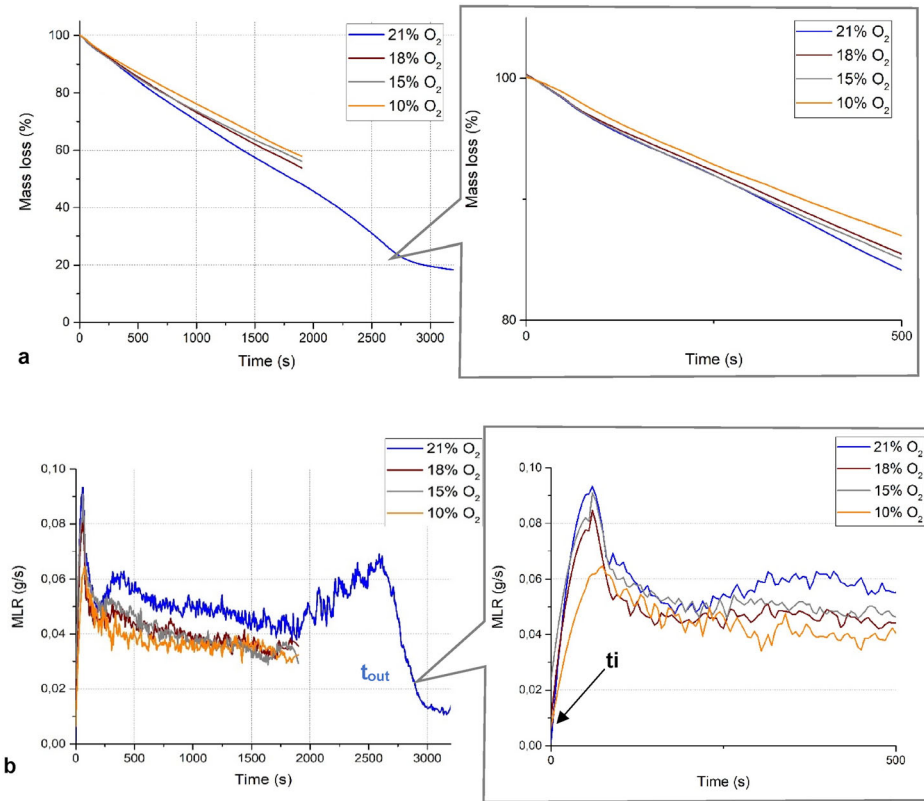 21% O2
18% O2
15% O2
10% O2
Mass loss (%)
100
80
60
40
20
0
0 500 1000 1500 2000 2500 3000
Time (s)
a
21% O2
18% O2
15% O2
10% O2
Mass loss (%)
100
80
0 500
Time (s)
21% O2
18% O2
15% O2
10% O2
MLR (g/s)
0,10
0,08
0,06
0,04
0,02
0,00
tout
0 500 1000 1500 2000 2500 3000
Time (s)
b
21% O2
18% O2
15% O2
10% O2
MLR (g/s)
0,10
0,08
0,06
0,04
0,02
0,00
ti
0 500
Time (s)